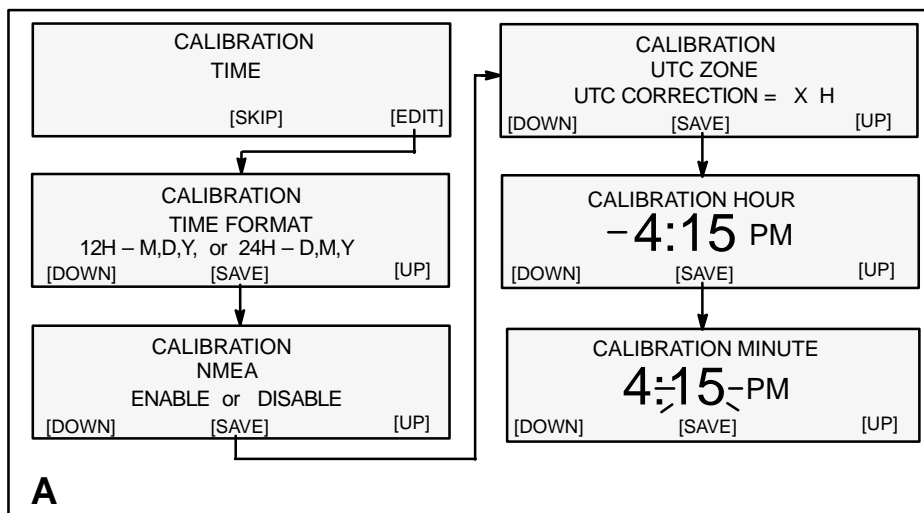 CALIBRATION
TIME
[SKIP] [EDIT]
CALIBRATION
TIME FORMAT
12H – M,D,Y, or 24H – D,M,Y
[DOWN] [SAVE] [UP]
CALIBRATION
NMEA
ENABLE or DISABLE
[DOWN] [SAVE] [UP]
CALIBRATION
UTC ZONE
UTC CORRECTION = X H
[DOWN] [SAVE] [UP]
CALIBRATION HOUR
4:15 PM
[DOWN] [SAVE] [UP]
CALIBRATION MINUTE
4:15 PM
[DOWN] [SAVE] [UP]
A